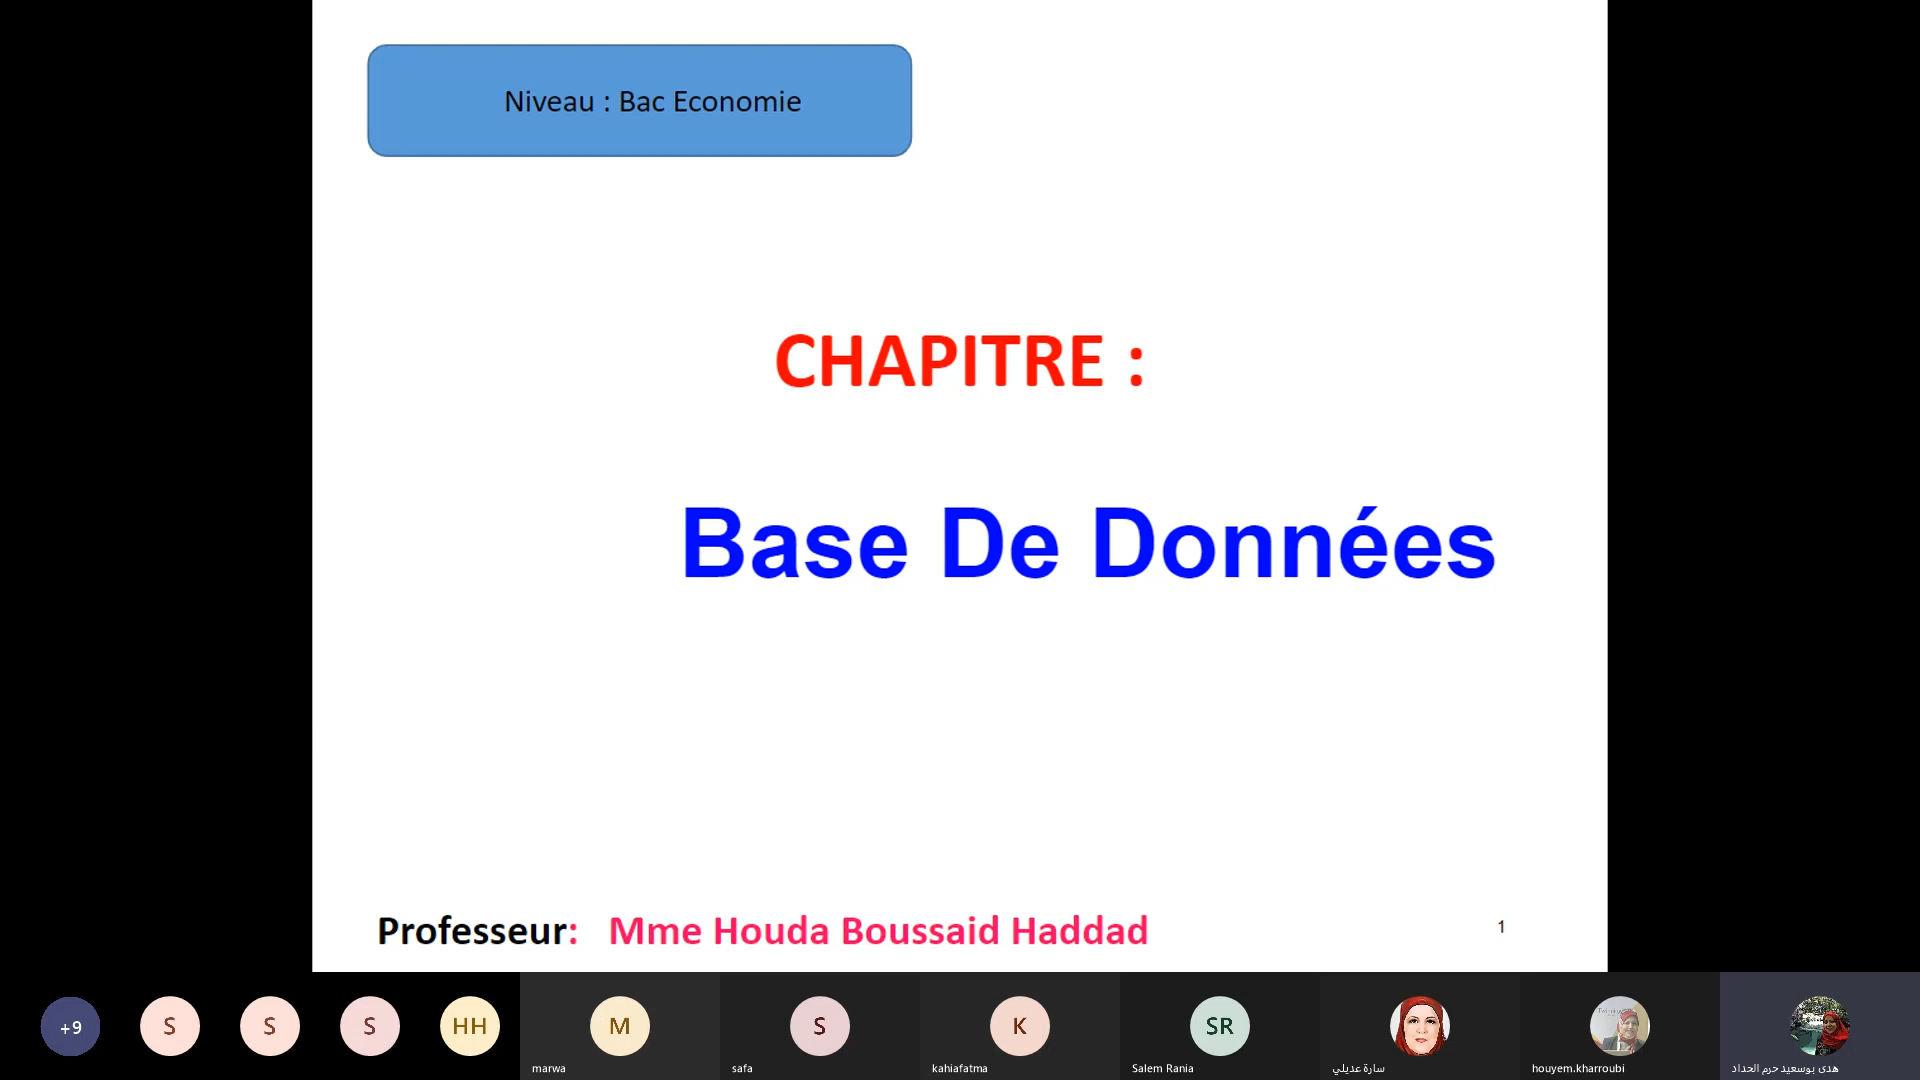 Niveau : Bac Economie
CHAPITRE :
Base De Données
Professeur: Mme Houda Boussaid Haddad
1
+9
S
S
S
HH
M
S
K
SR
marwa
safa
kahiafatma
Salem Rania
سارة عديلي
houyem.kharroubi
هدى بوسعيد حرم الحداد